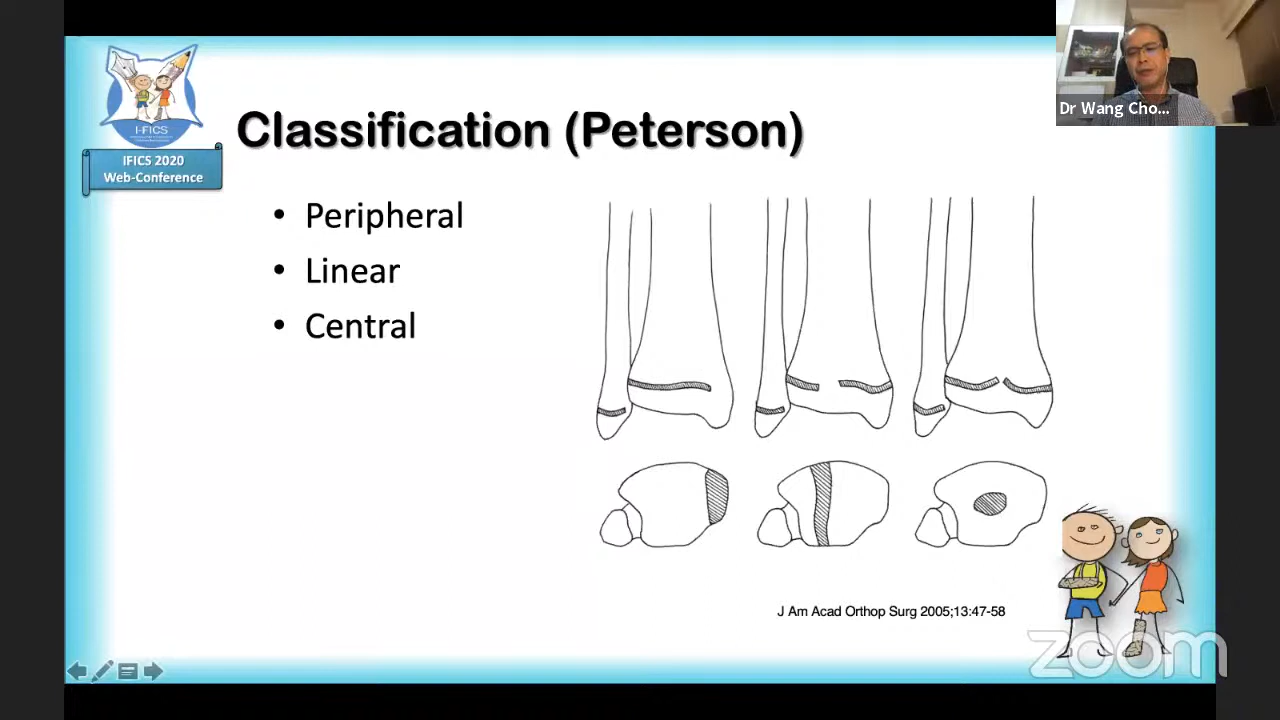 Dr Wang Cho...
I-FICS
IFICS 2020
Web-Conference
Classification (Peterson)
• Peripheral
• Linear
• Central
J Am Acad Orthop Surg 2005;13:47-58
zoom